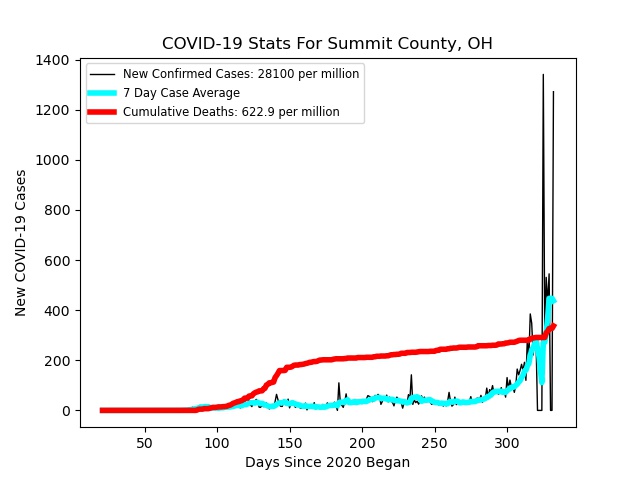 COVID-19 Stats For Summit County, OH
New Confirmed Cases: 28100 per million
7 Day Case Average
Cumulative Deaths: 622.9 per million
New COVID-19 Cases
1400
1200
1000
800
600
400
200
0
50
100
150
200
250
300
Days Since 2020 Began